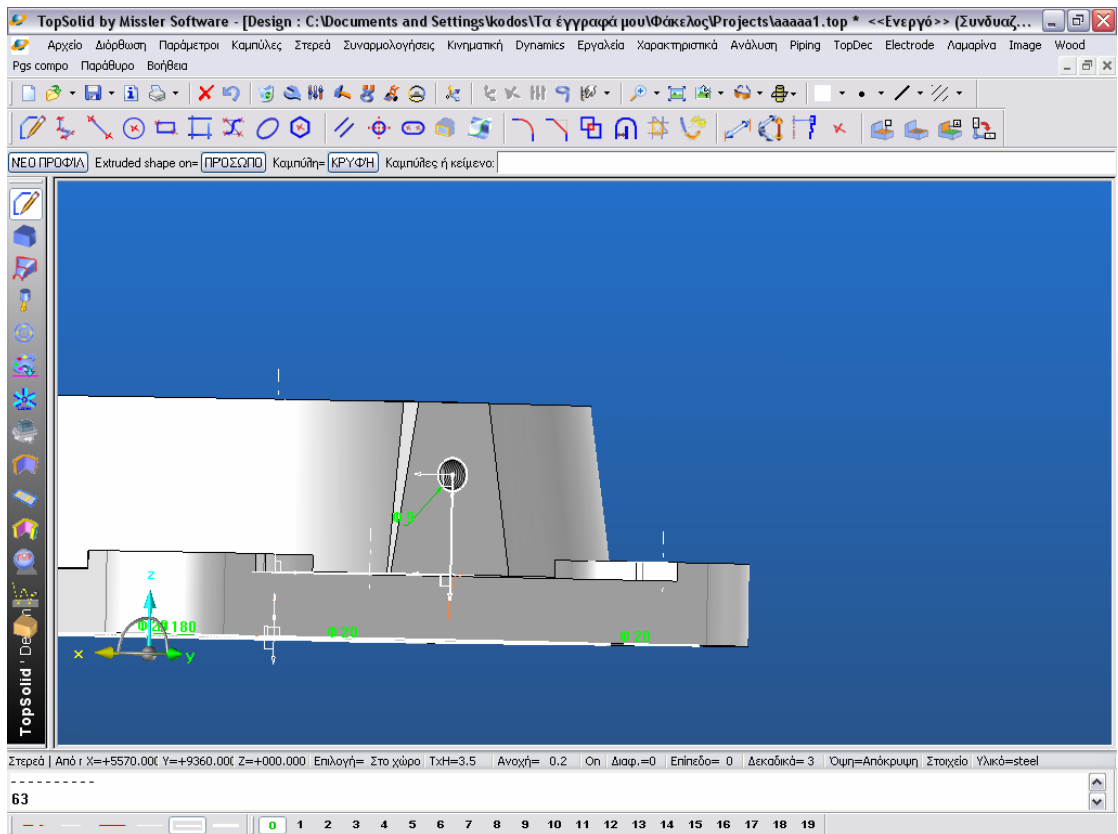 TopSolid by Missler Software - [Design : C:\Documents and Settings\kodos\Τα έγγραφά μου\Φάκελος\Projects\aaaaa1.top * <<Ενεργό>> (Συνδυαζ...
Αρχείο Διόρθωση Παράμετροι Καμπύλες Στερεά Συναρμολογήσεις Κινηματική Dynamics Εργαλεία Χαρακτηριστικά Ανάλυση Piping TopDec Electrode Λαμαρίνα Image Wood
Pgs compo Παράθυρο Βοήθεια
ΝΕΟ ΠΡΟΦΙΛ Extruded shape on= ΠΡΌΣΩΠΟ Καμπύλη= ΚΡΥΦΉ Καμπύλες ή κείμενο:
Φ 9
z
180
Φ 20
Φ 20
x
y
TopSolid'De
Στερεά | Από X=+5570.000 Y=+9360.000 Z=+000.000 Επιλογή= Στο χώρο TxH=3.5 Ανοχή= 0.2 On Διαφ.=0 Επίπεδο= 0 Δεκαδικά= 3 Όψη=Απόκρυψη Στοιχείο Υλικό=steel
----------
63
0 1 2 3 4 5 6 7 8 9 10 11 12 13 14 15 16 17 18 19